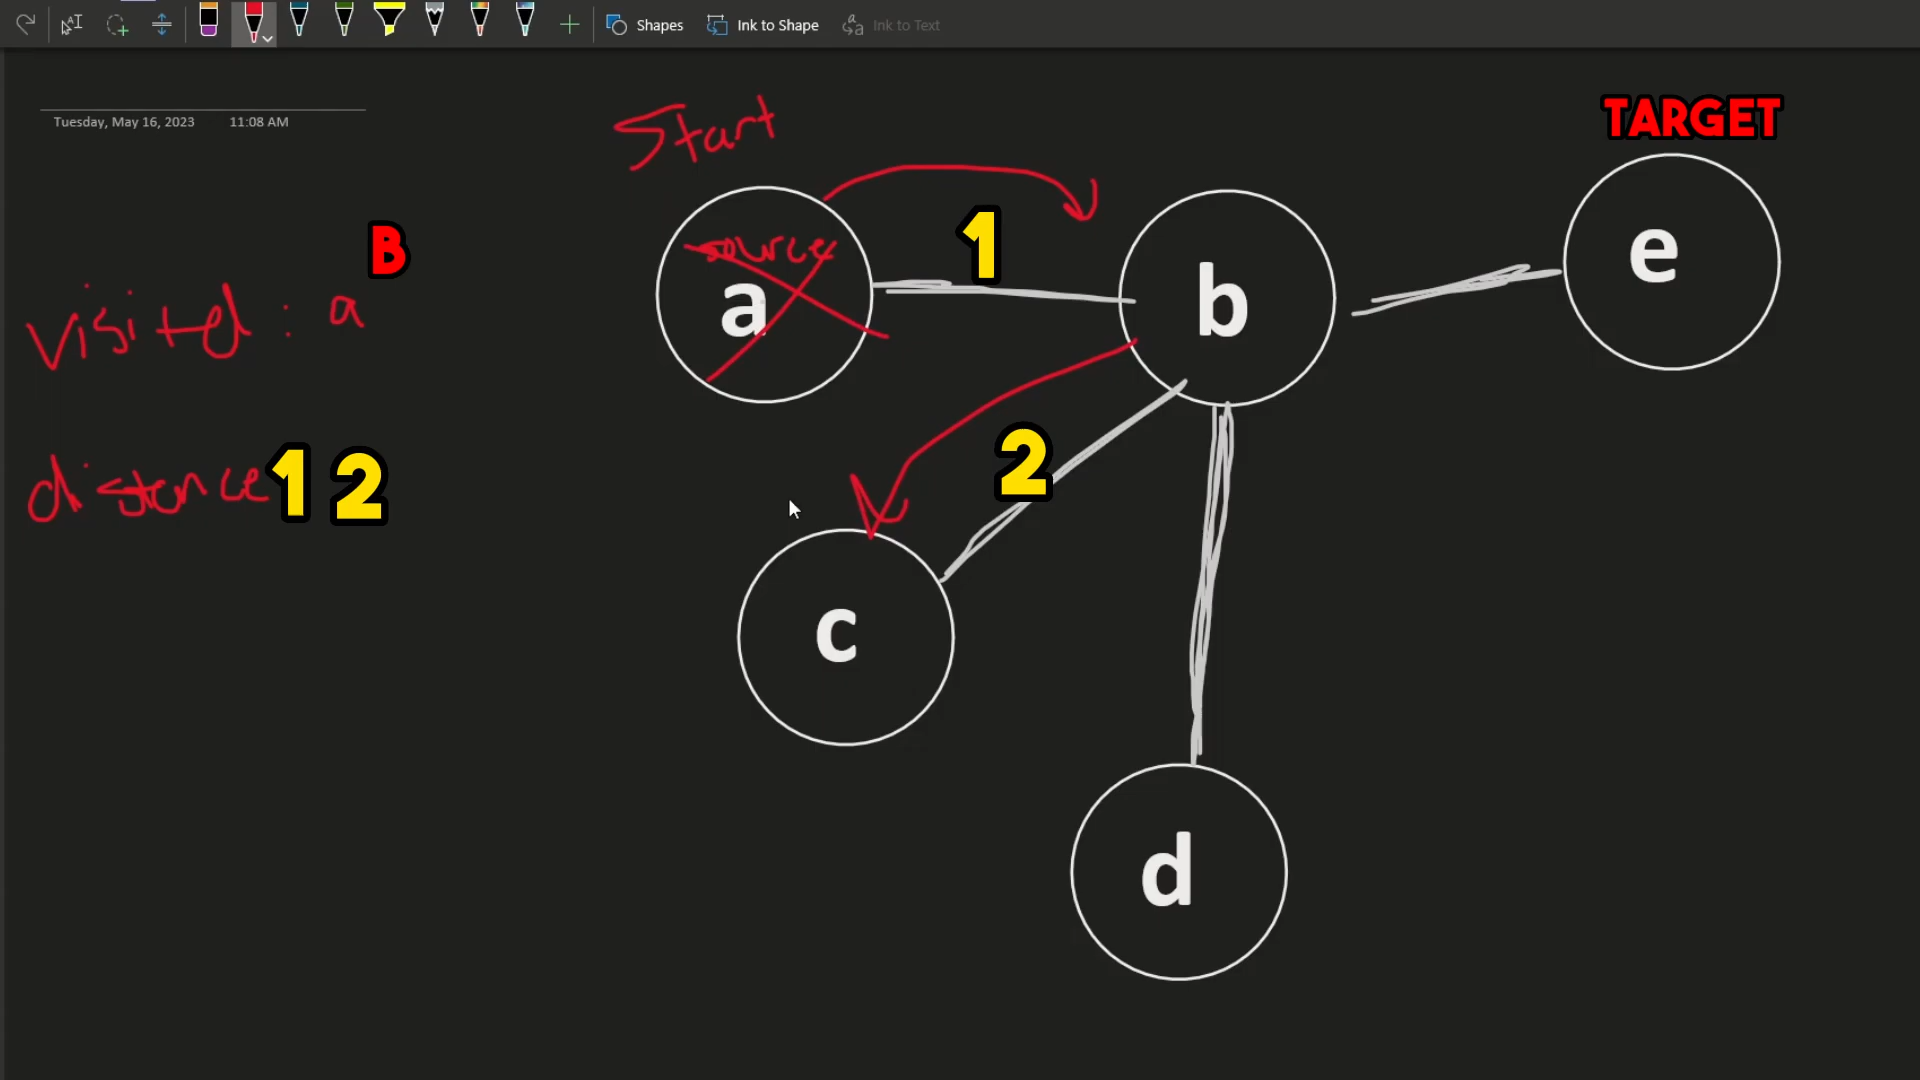 Shapes
Ink to Shape
Ink to Text
Tuesday, May 16, 2023 11:08 AM
Start
TARGET
source
a
1
b
e
B
visited : a
distance 1 2
2
c
d